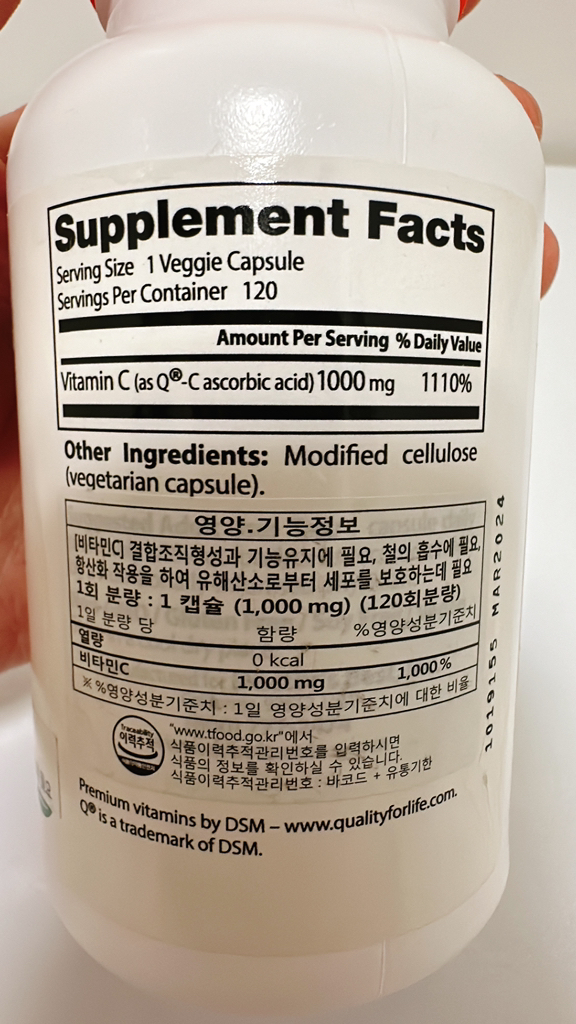 Supplement Facts
Serving Size 1 Veggie Capsule
Servings Per Container 120
Amount Per Serving % Daily Value
Vitamin C (as Q®-C ascorbic acid) 1000 mg 1110%
Other Ingredients: Modified cellulose
(vegetarian capsule).
영양.기능정보
[비타민C] 결합조직형성과 기능유지에 필요, 철의 흡수에 필요,
항산화 작용을 하여 유해산소로부터 세포를 보호하는데 필요
1회 분량 : 1 캡슐 (1,000 mg) (120회분량)
1일 분량 당 함량 %영양성분기준치
열량 0 kcal
비타민C 1,000 mg 1,000%
※ %영양성분기준치 : 1일 영양성분기준치에 대한 비율
Traceability
이력추적
"www.tfood.go.kr"에서
식품이력추적관리번호를 입력하시면
식품의 정보를 확인하실 수 있습니다.
식품이력추적관리번호 : 바코드 + 유통기한
Premium vitamins by DSM – www.qualityforlife.com.
Q® is a trademark of DSM.
1019155 MAR2024